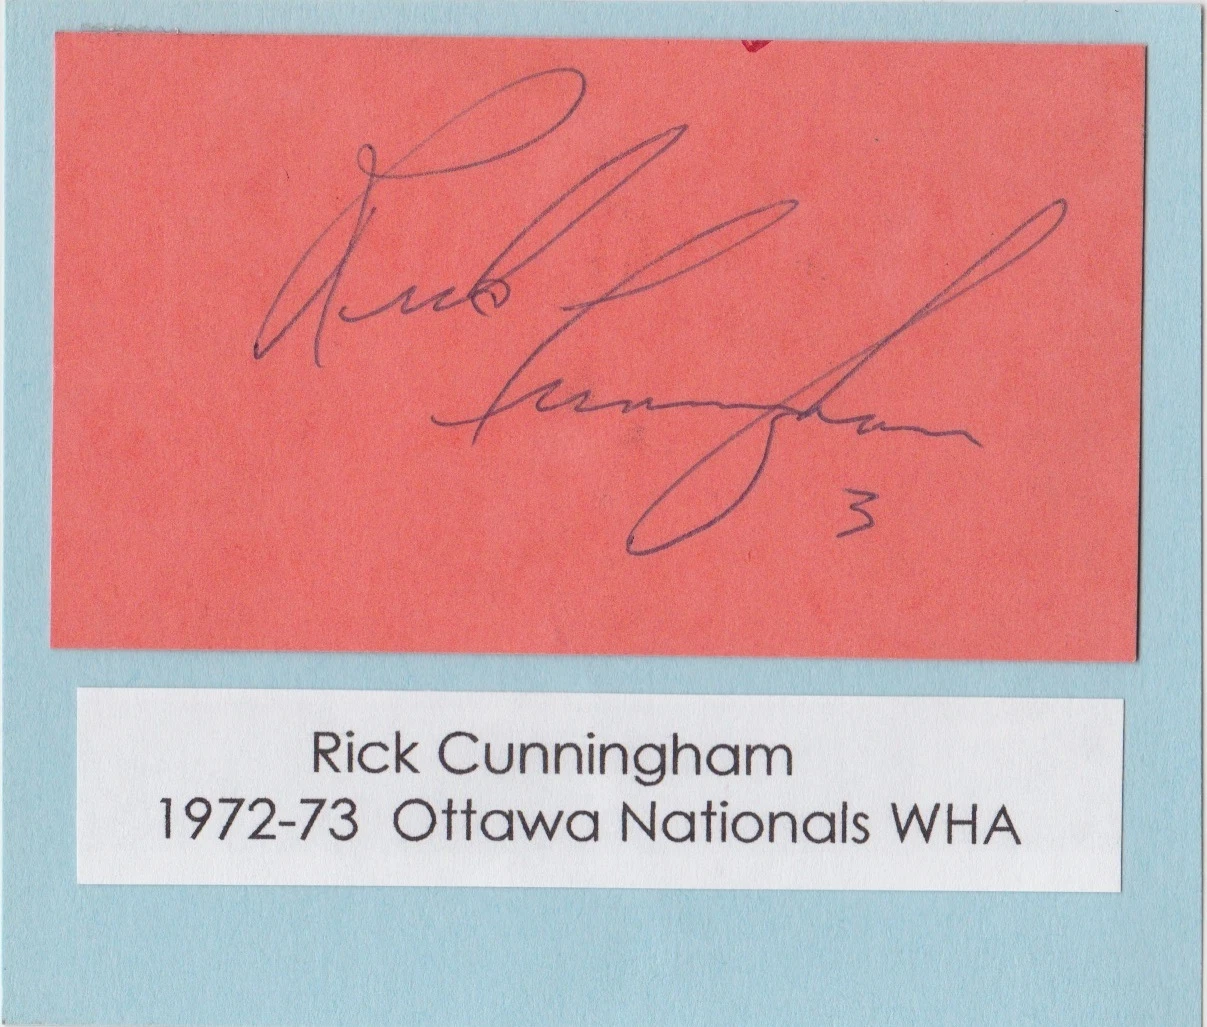 Rick
Cunningham
3
Rick Cunningham
1972-73 Ottawa Nationals WHA